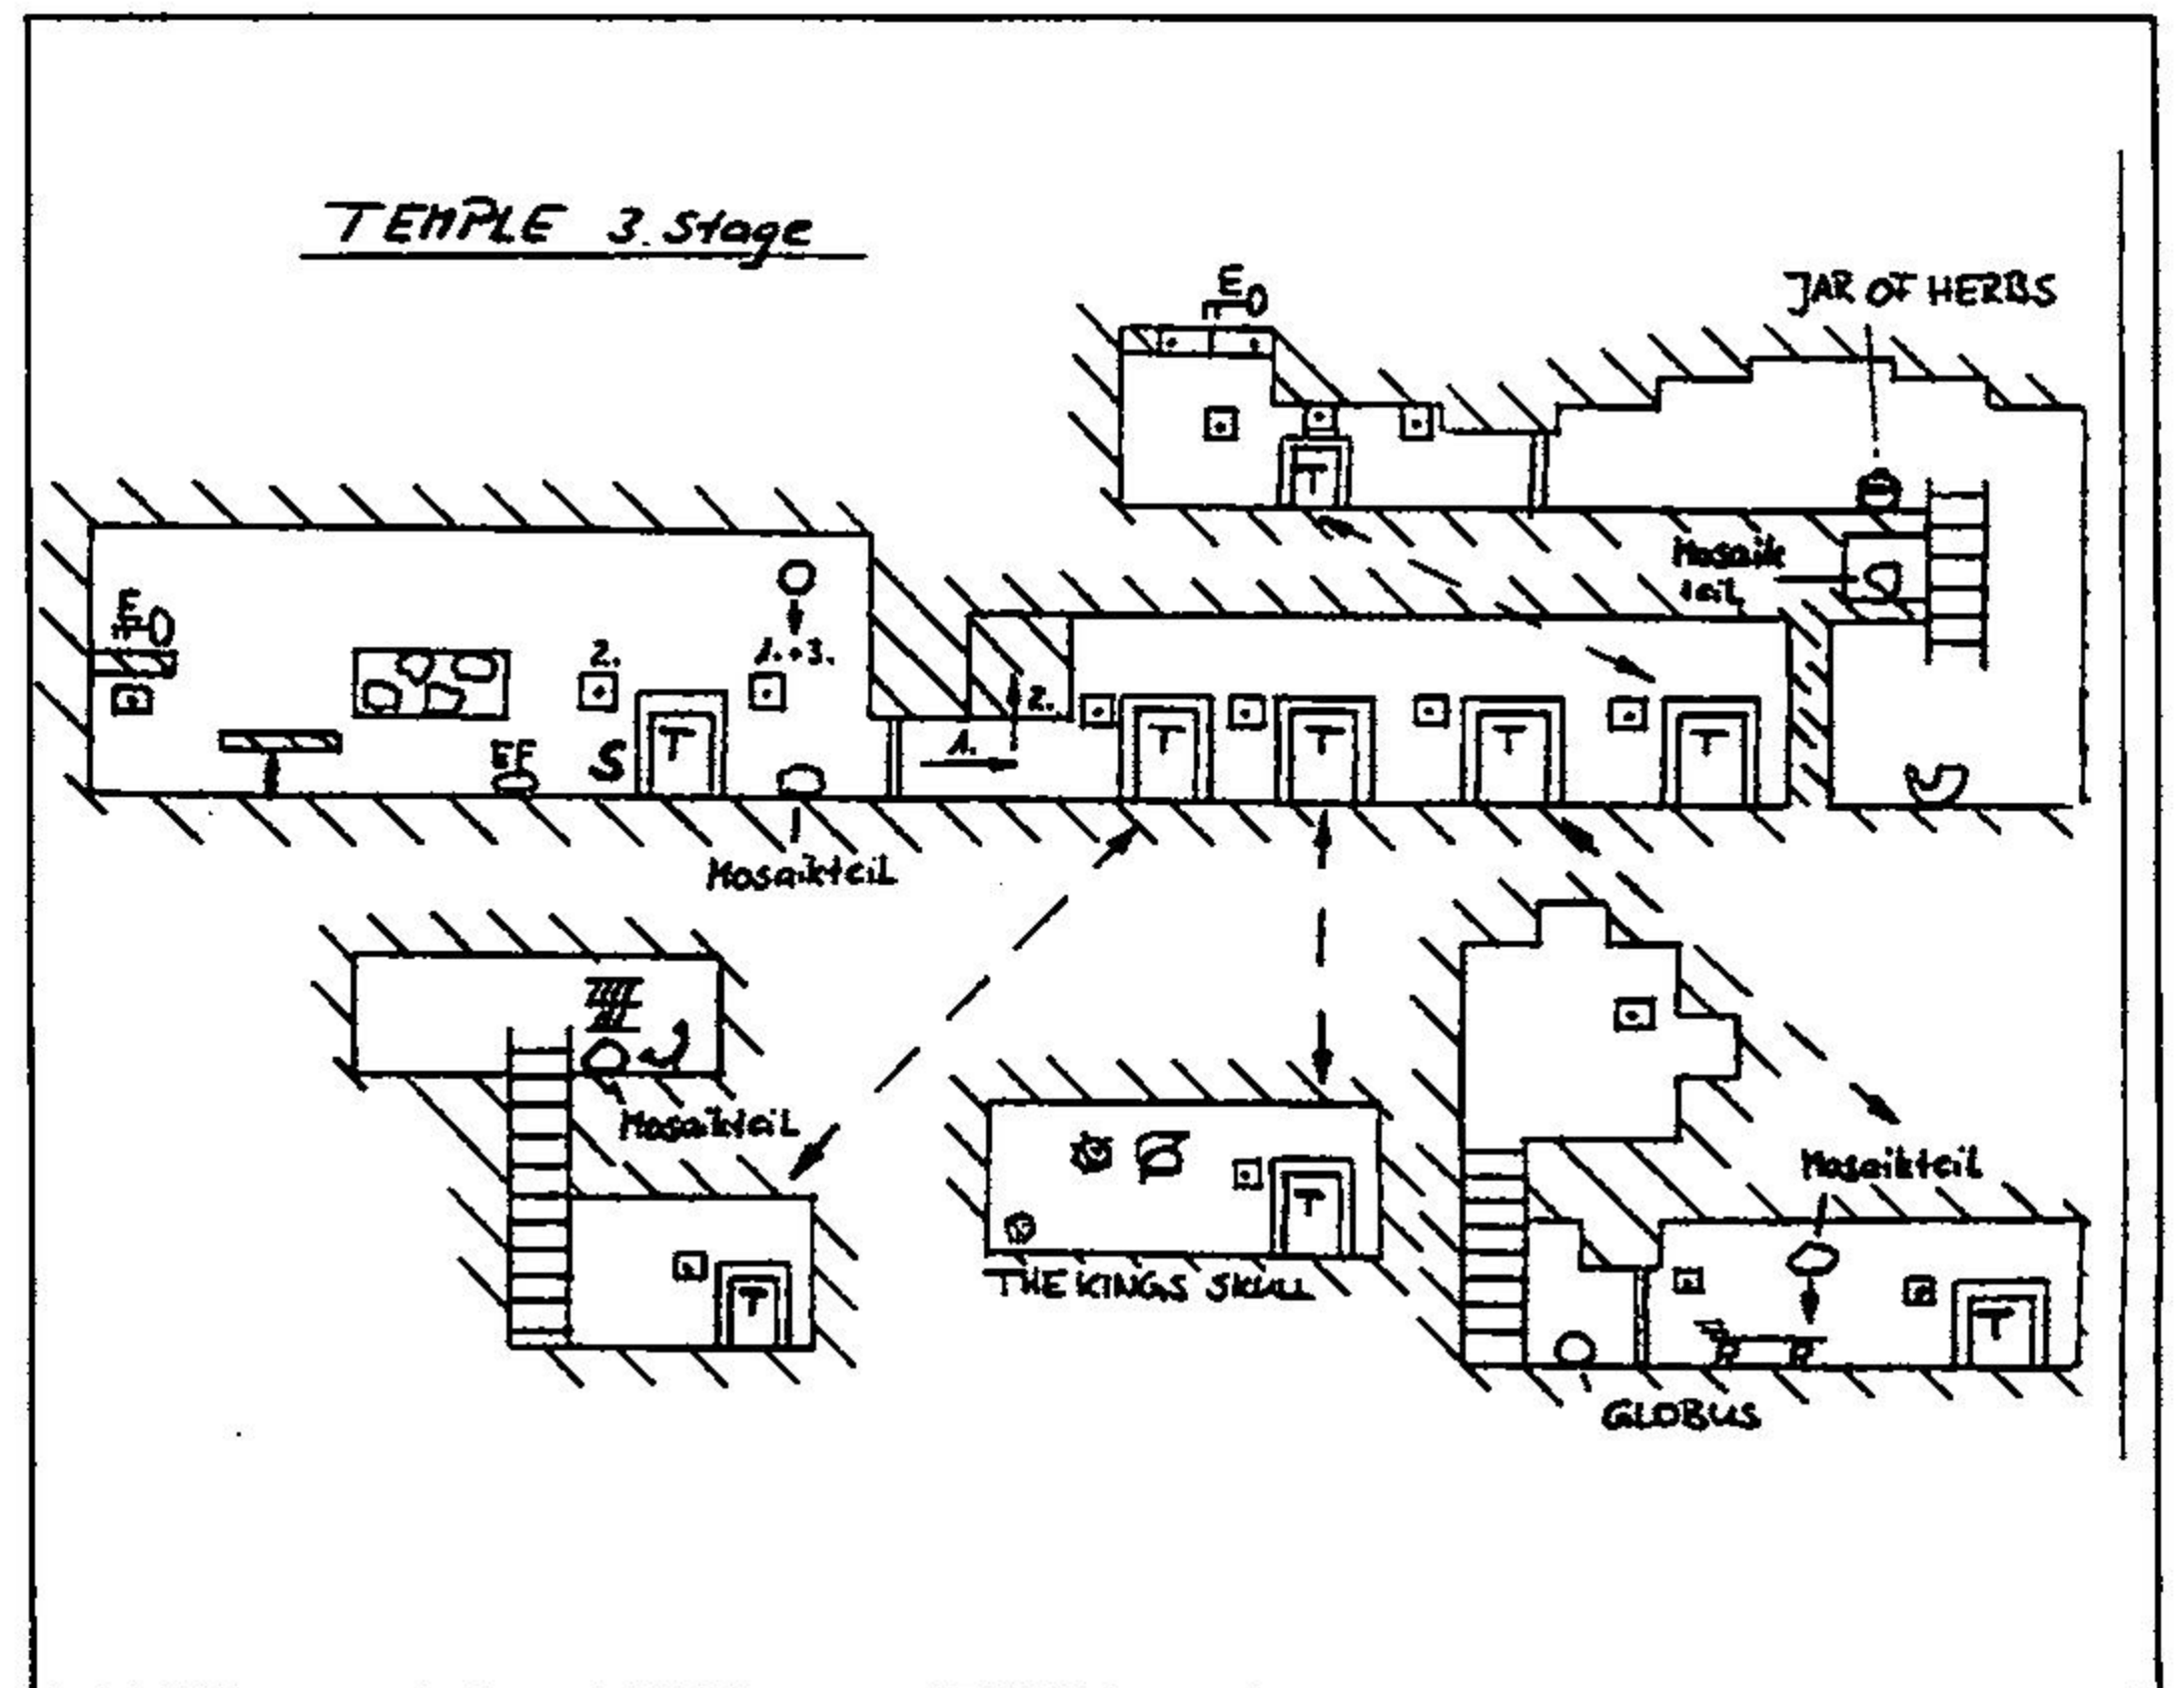 TEMPLE 3. Stage
E
JAR OF HERBS
T
Mosaik
teil
E
2.
1.+3.
2.
1.
EF
S
T
T
T
T
T
Mosaikteil
Mosaikteil
T
T
THE KINGS SKULL
Mosaikteil
T
GLOBUS